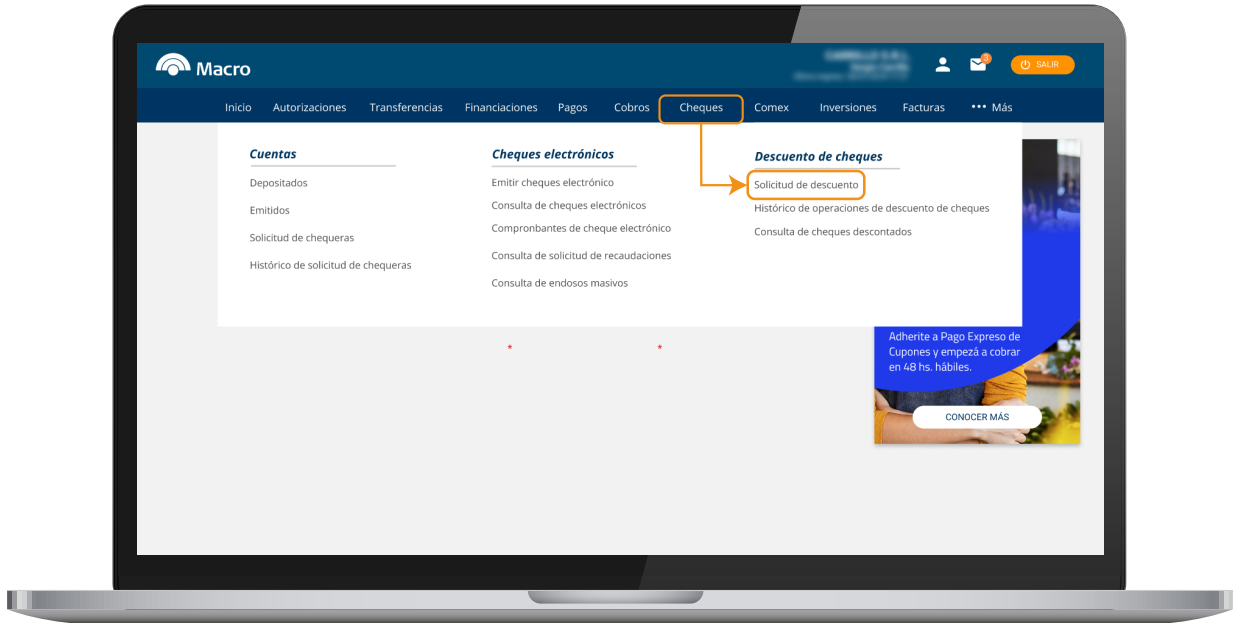 Macro
3
SALIR
Inicio Autorizaciones Transferencias Financiaciones Pagos Cobros Cheques Comex Inversiones Facturas ••• Más
Cuentas
Depositados
Emitidos
Solicitud de chequeras
Histórico de solicitud de chequeras
Cheques electrónicos
Emitir cheques electrónico
Consulta de cheques electrónicos
Compronbantes de cheque electrónico
Consulta de solicitud de recaudaciones
Consulta de endosos masivos
Descuento de cheques
Solicitud de descuento
Histórico de operaciones de descuento de cheques
Consulta de cheques descontados
* *
Adherite a Pago Expreso de
Cupones y empezá a cobrar
en 48 hs. hábiles.
CONOCER MÁS